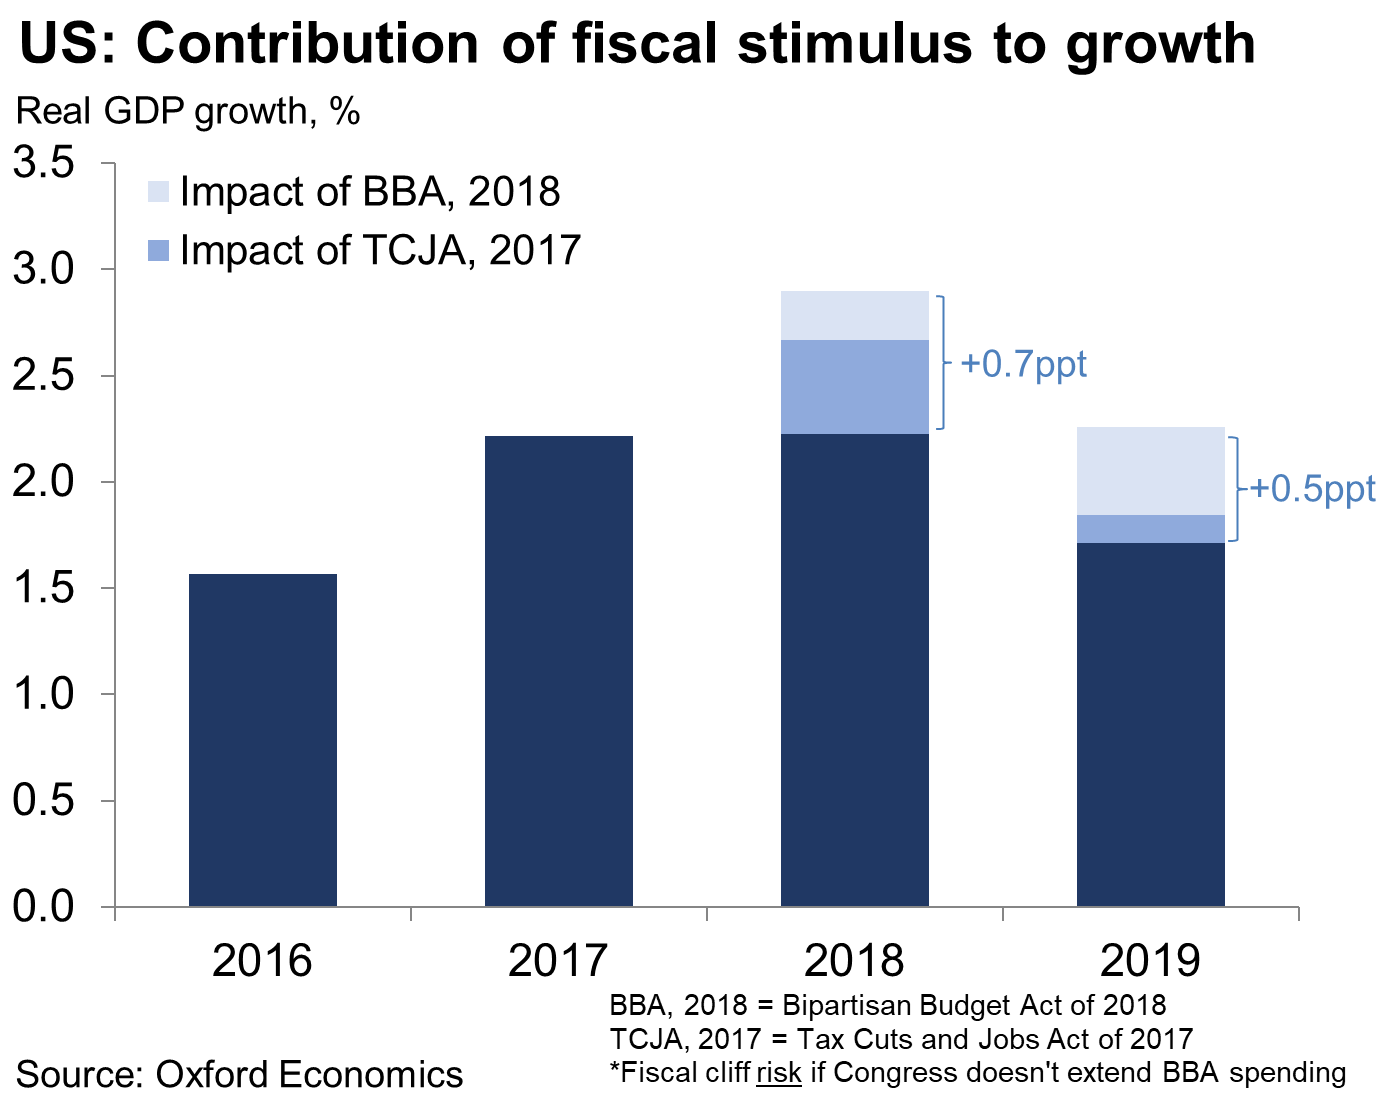 US: Contribution of fiscal stimulus to growth
Real GDP growth, %
3.5
3.0
2.5
2.0
1.5
1.0
0.5
0.0
Impact of BBA, 2018
Impact of TCJA, 2017
+0.7ppt
+0.5ppt
2016 2017 2018 2019
BBA, 2018 = Bipartisan Budget Act of 2018
TCJA, 2017 = Tax Cuts and Jobs Act of 2017
*Fiscal cliff risk if Congress doesn't extend BBA spending
Source: Oxford Economics